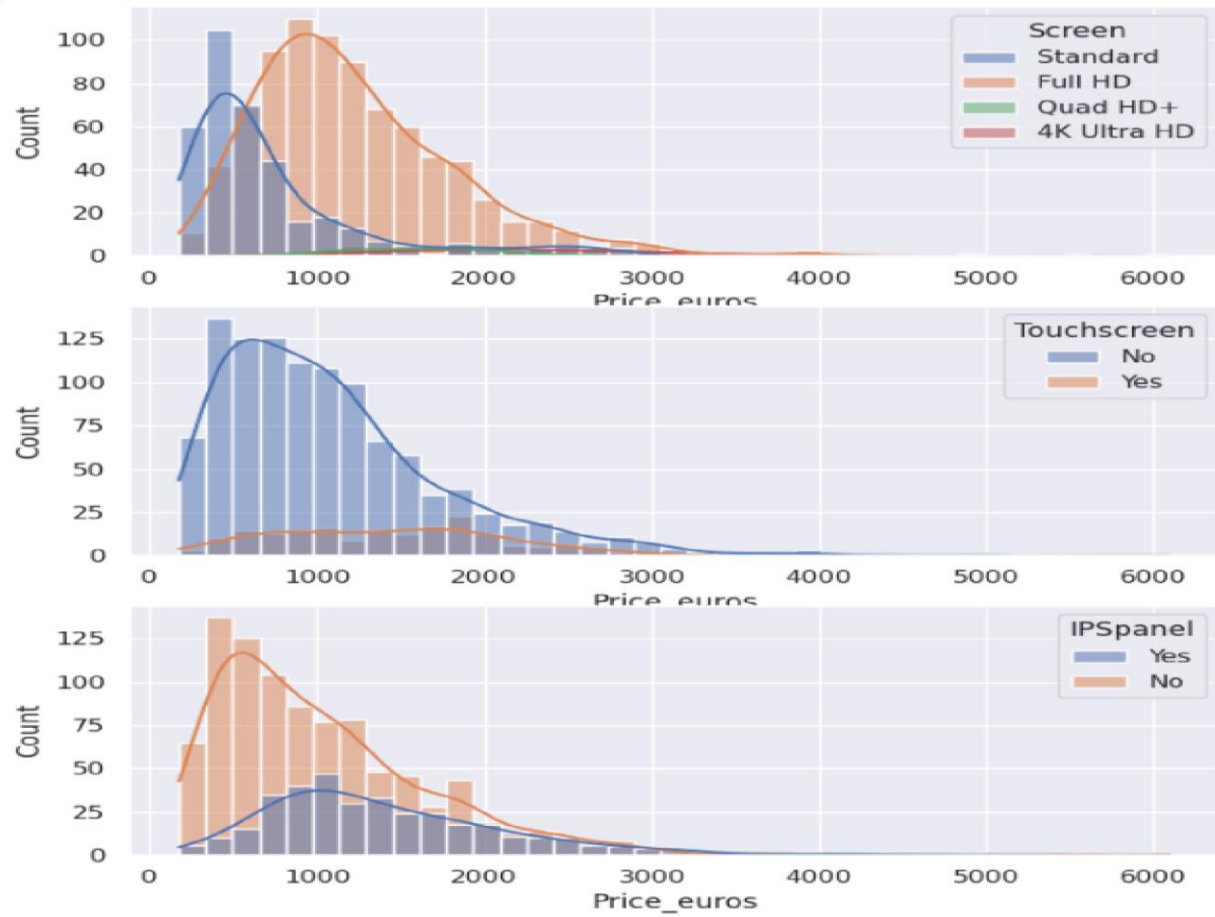 Screen
Standard
Full HD
Quad HD+
4K Ultra HD
Count
100
80
60
40
20
0
0 1000 2000 3000 4000 5000 6000
Price_euros
Touchscreen
No
Yes
Count
125
100
75
50
25
0
0 1000 2000 3000 4000 5000 6000
Price_euros
IPSpanel
Yes
No
Count
125
100
75
50
25
0
0 1000 2000 3000 4000 5000 6000
Price_euros